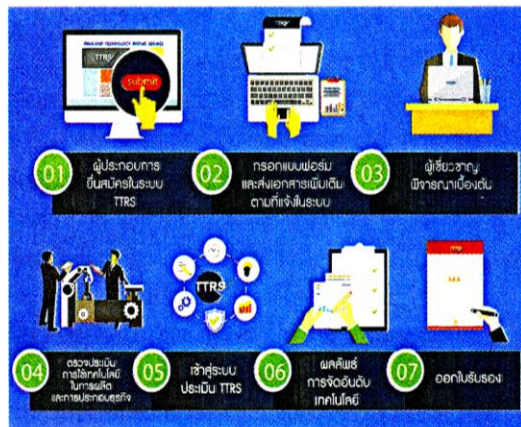 TTRS
submit
TTRS
01
ผู้ประกอบการ
ยื่นสมัครในระบบ
TTRS
02
กรอกแบบฟอร์ม
และส่งเอกสารเพิ่มเติม
ตามที่แจ้งในระบบ
03
ผู้เชี่ยวชาญ
พิจารณาเบื้องต้น
TTRS
04
ตรวจประเมิน
การใช้เทคโนโลยี
ในการผลิต
และการประกอบธุรกิจ
05
เข้าสู่ระบบ
ประเมิน TTRS
06
ผลลัพธ์
การจัดอันดับ
เทคโนโลยี
07
ออกใบรับรอง